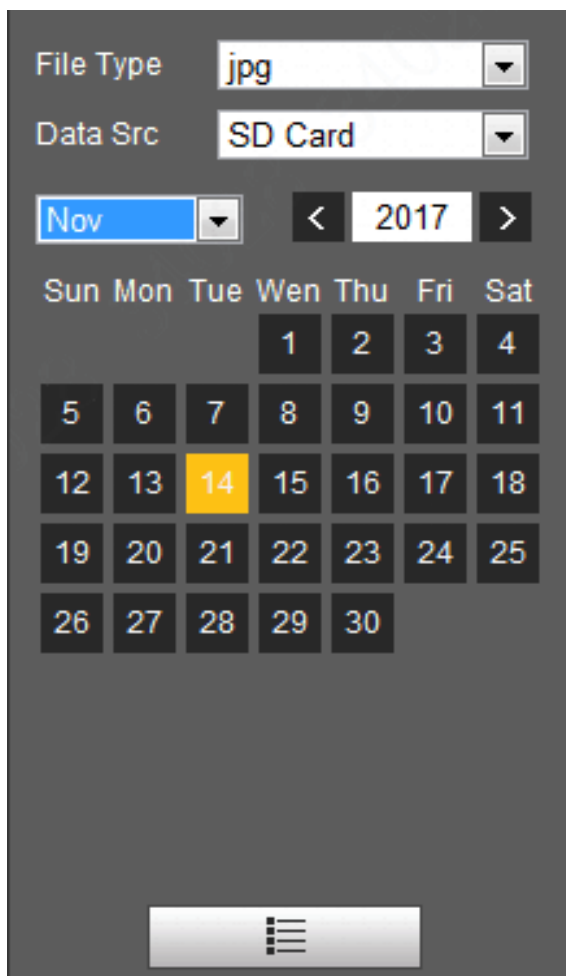 File Type jpg
Data Src SD Card
Nov < 2017 >
Sun Mon Tue Wen Thu Fri Sat
1 2 3 4
5 6 7 8 9 10 11
12 13 14 15 16 17 18
19 20 21 22 23 24 25
26 27 28 29 30